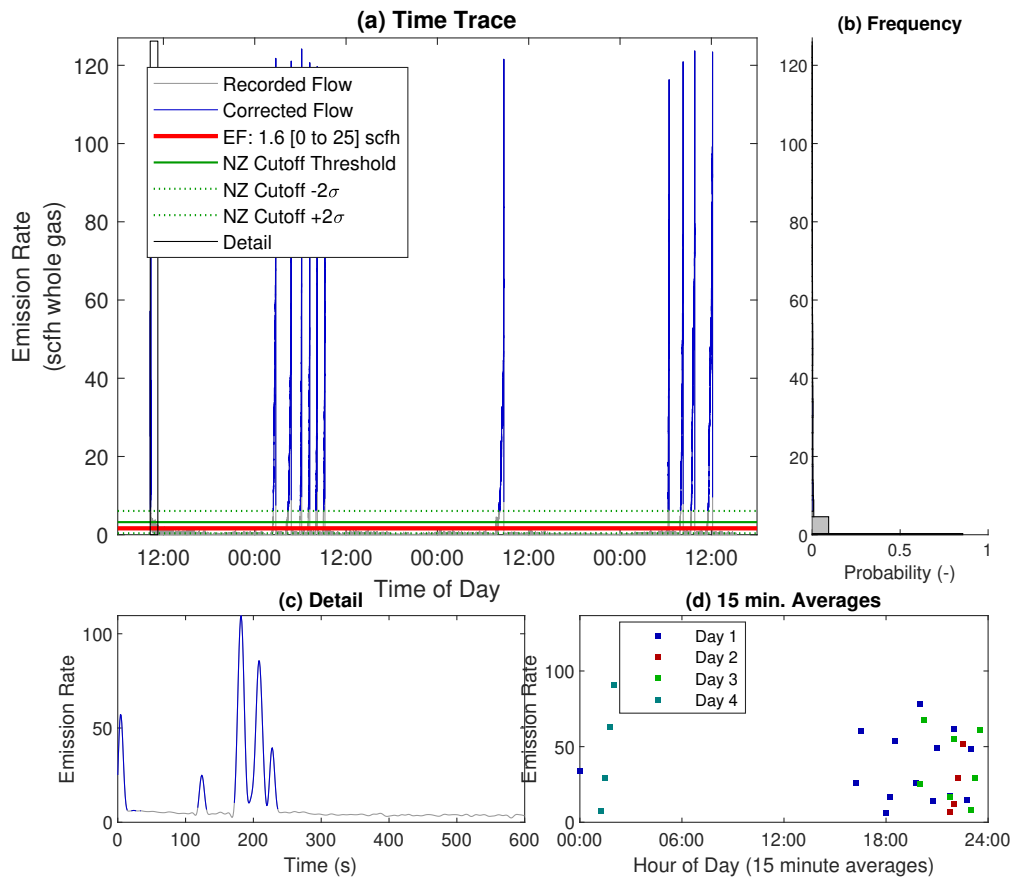 (a) Time Trace
Emission Rate
(scfh whole gas)
120
100
80
60
40
20
0
Recorded Flow
Corrected Flow
EF: 1.6 [0 to 25] scfh
NZ Cutoff Threshold
NZ Cutoff -2σ
NZ Cutoff +2σ
Detail
12:00 00:00 12:00 00:00 12:00 00:00 12:00
Time of Day
(b) Frequency
120
100
80
60
40
20
0
0 0.5 1
Probability (-)
(c) Detail
Emission Rate
100
50
0
0 100 200 300 400 500 600
Time (s)
(d) 15 min. Averages
Emission Rate
100
50
0
Day 1
Day 2
Day 3
Day 4
00:00 06:00 12:00 18:00 24:00
Hour of Day (15 minute averages)